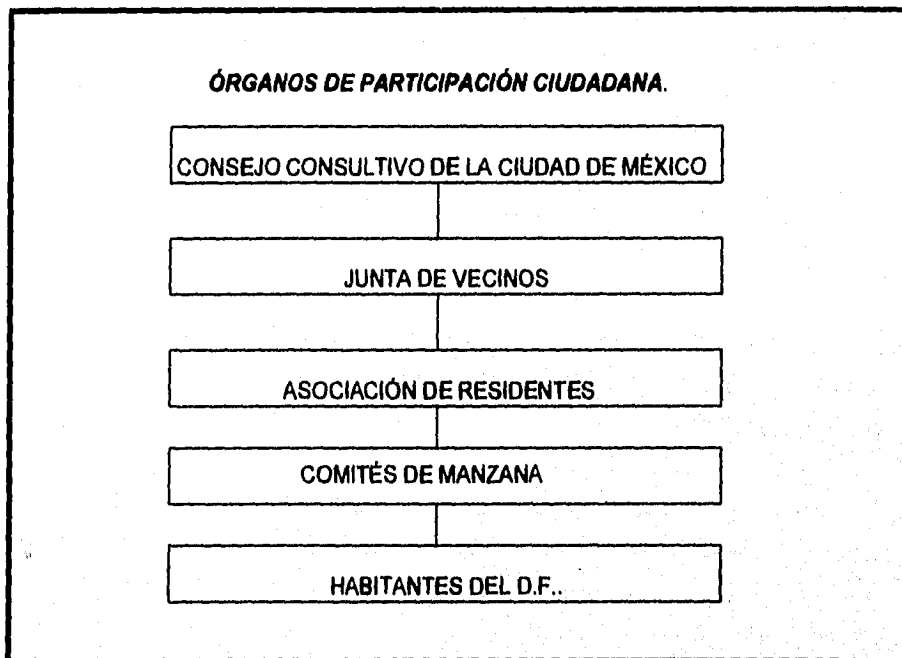 ÓRGANOS DE PARTICIPACIÓN CIUDADANA.
CONSEJO CONSULTIVO DE LA CIUDAD DE MÉXICO
JUNTA DE VECINOS
ASOCIACIÓN DE RESIDENTES
COMITÉS DE MANZANA
HABITANTES DEL D.F..